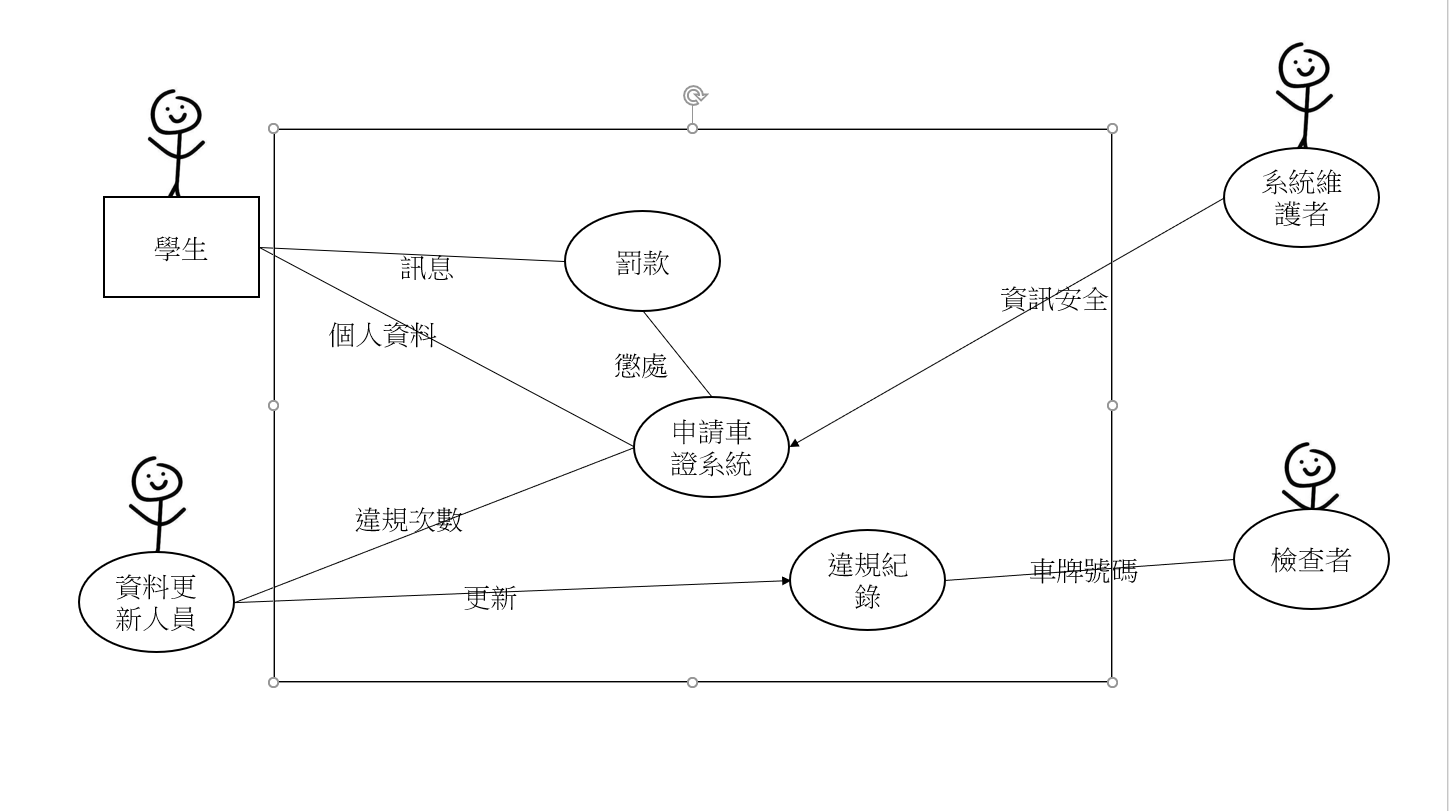 學生
系統維
護者
罰款
訊息
資訊安全
個人資料
懲處
申請車
證系統
違規次數
資料更
新人員
更新
違規紀
錄
車牌號碼
檢查者